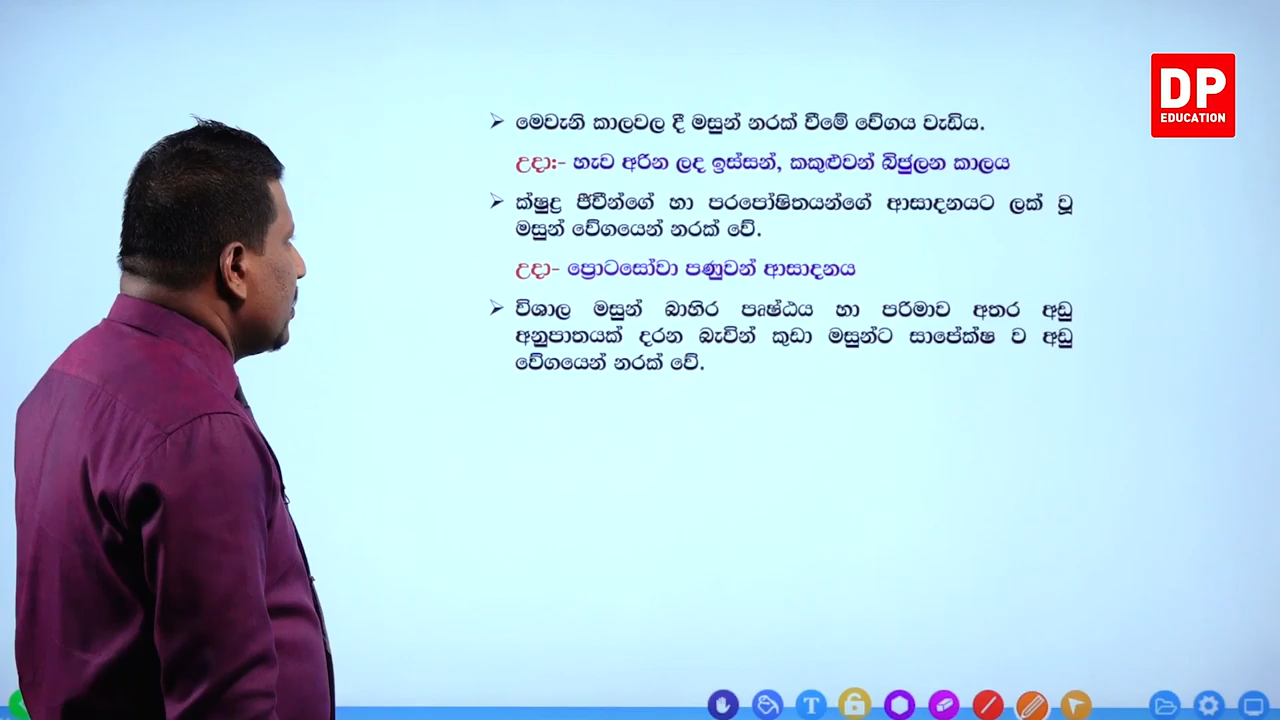 DP
EDUCATION
මෙවැනි කාලවල දී මසුන් නරක් වීමේ වේගය වැඩිය.
උදා:- හැව අරින ලද ඉස්සන්, කකුළුවන් බිජුලන කාලය
ක්ෂුද්‍ර ජීවීන්ගේ හා පරපෝෂිතයන්ගේ ආසාදනයට ලක් වූ
මසුන් වේගයෙන් නරක් වේ.
උදා- ප්‍රොටසෝවා පණුවන් ආසාදනය
විශාල මසුන් බාහිර පෘෂ්ඨය හා පරිමාව අතර අඩු
අනුපාතයක් දරන බැවින් කුඩා මසුන්ට සාපේක්ෂ ව අඩු
වේගයෙන් නරක් වේ.
T